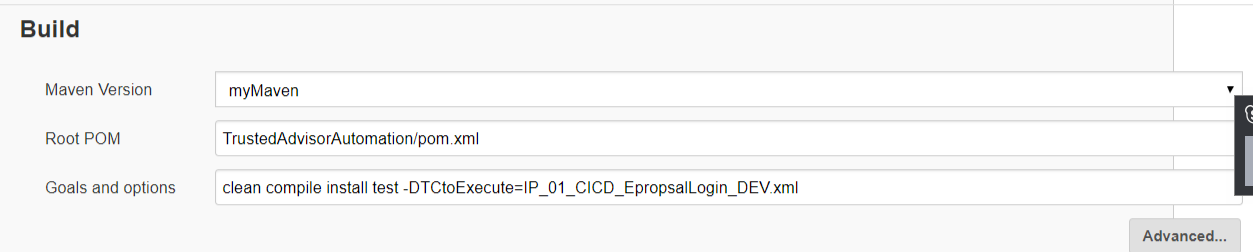 Build
Maven Version myMaven
Root POM TrustedAdvisorAutomation/pom.xml
Goals and options clean compile install test -DTCtoExecute=IP_01_CICD_EpropsalLogin_DEV.xml
Advanced...